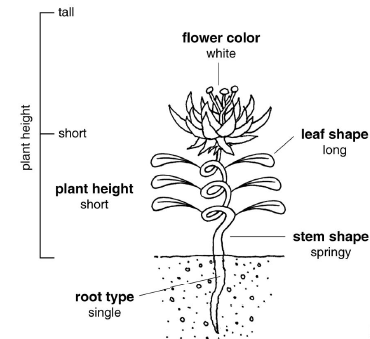 tall
flower color
white
plant height
short
leaf shape
long
plant height
short
stem shape
springy
root type
single